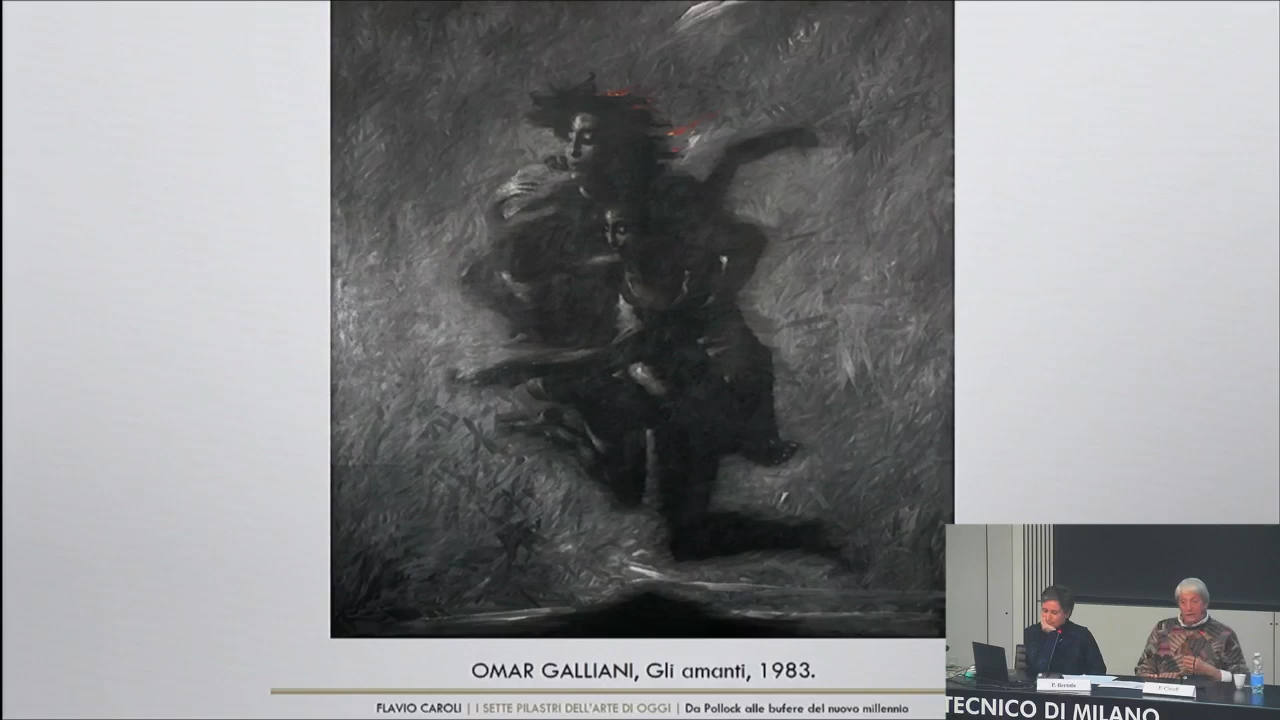 OMAR GALLIANI, Gli amanti, 1983.
FLAVIO CAROLI | I SETTE PILASTRI DELL'ARTE DI OGGI | Da Pollock alle bufere del nuovo millennio
TECNICO DI MILANO